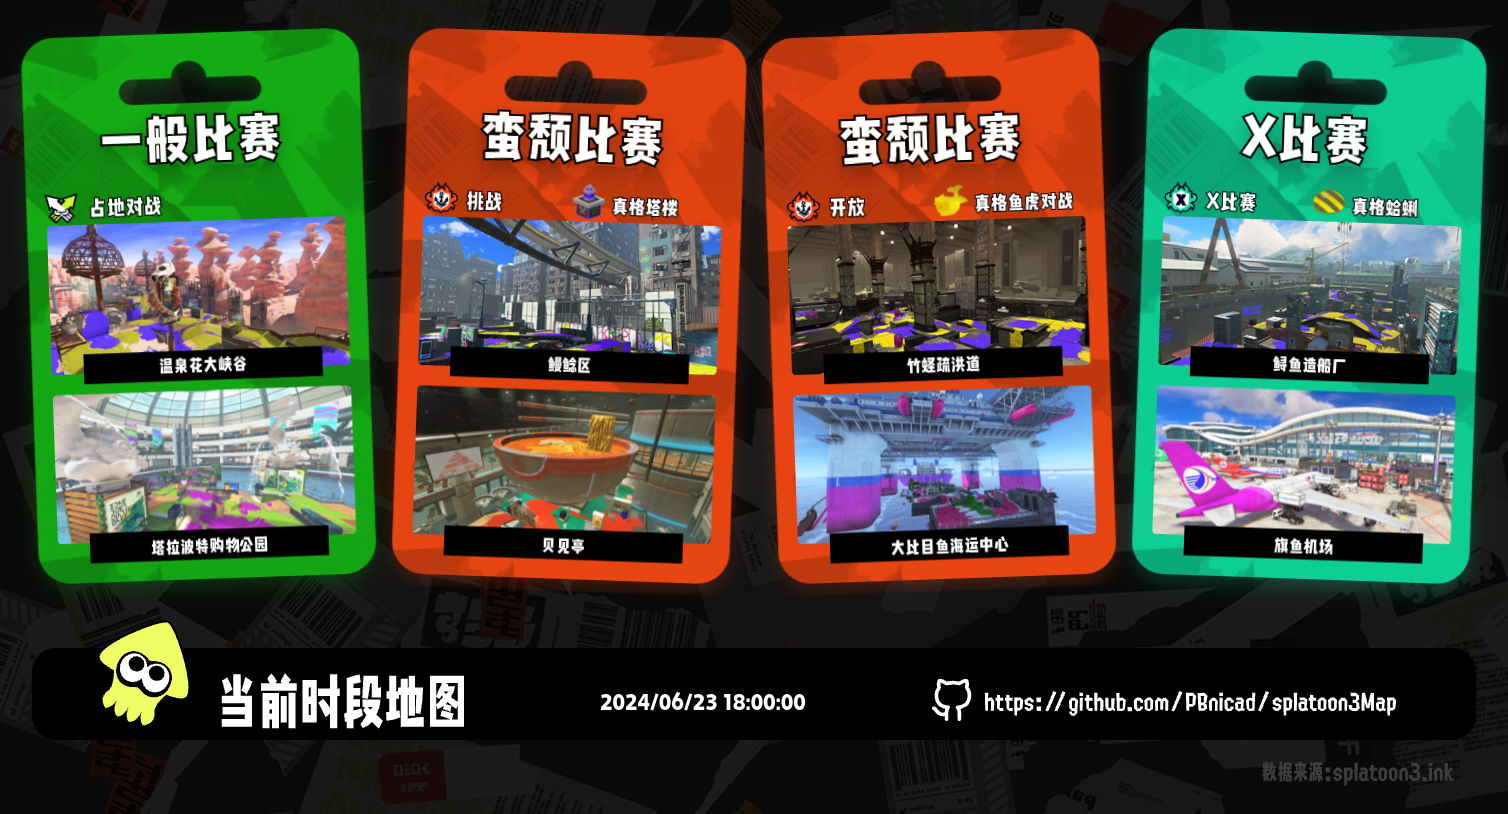 一般比赛
占地对战
温泉花大峡谷
塔拉波特购物公园
蛮颓比赛
挑战
真格塔楼
鳗鲶区
贝见亭
蛮颓比赛
开放
真格鱼虎对战
竹蛏疏洪道
大比目鱼海运中心
X比赛
X比赛
真格蛤蜊
鲟鱼造船厂
旗鱼机场
当前时段地图
2024/06/23 18:00:00
https://github.com/PBnicad/splatoon3Map
数据来源:splatoon3.ink